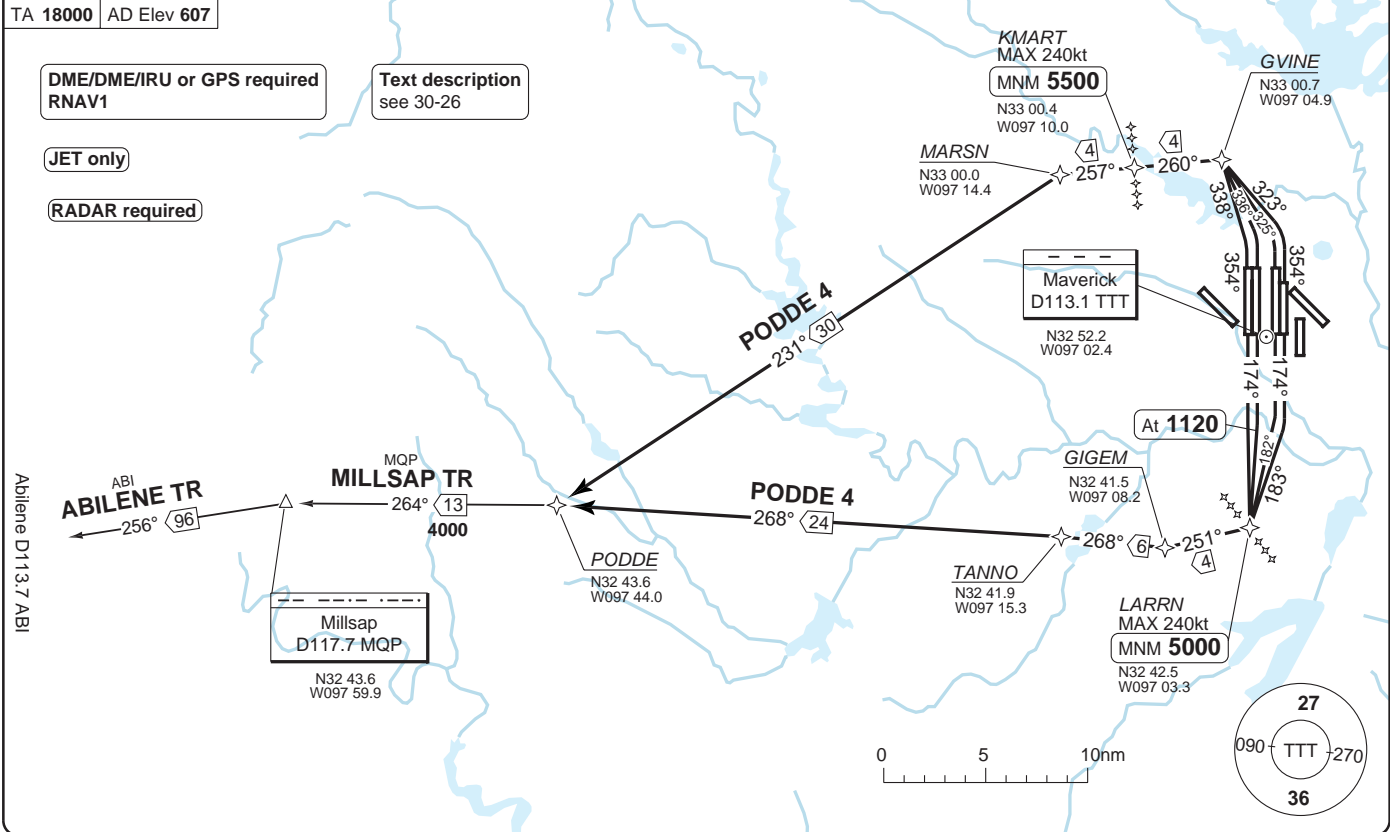 TA 18000 AD Elev 607
DME/DME/IRU or GPS required
RNAV1
Text description
see 30-26
JET only
RADAR required
KMART
MAX 240kt
MNM 5500
N33 00.4
W097 10.0
GVINE
N33 00.7
W097 04.9
MARSN
N33 00.0
W097 14.4
4
257°
4
260°
338°
336°
325°
323°
354°
354°
Maverick
D113.1 TTT
N32 52.2
W097 02.4
PODDE 4
231° 30
174°
174°
At 1120
182°
183°
GIGEM
N32 41.5
W097 08.2
ABI
ABILENE TR
256° 96
Abilene D113.7 ABI
MQP
MILLSAP TR
264° 13
4000
PODDE 4
268° 24
268° 6
251°
4
PODDE
N32 43.6
W097 44.0
TANNO
N32 41.9
W097 15.3
LARRN
MAX 240kt
MNM 5000
N32 42.5
W097 03.3
Millsap
D117.7 MQP
N32 43.6
W097 59.9
0 5 10nm
27
090 TTT 270
36